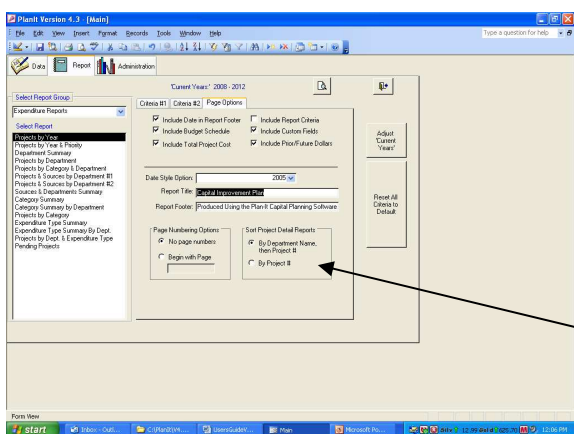 PlanIt Version 4.3 - [Main]
File Edit View Insert Format Records Tools Window Help
Type a question for help
Data Report Administration
'Current Years:' 2008 - 2012
Select Report Group
Expenditure Reports
Criteria #1 Criteria #2 Page Options
Select Report
Projects by Year
Projects by Year & Priority
Department Summary
Projects by Department
Projects by Category & Department
Projects & Sources by Department #1
Projects & Sources by Department #2
Sources & Departments Summary
Category Summary
Department Summary by Category
Projects by Category
Expenditure Type Summary
Expenditure Type Summary By Dept.
Projects by Dept. & Expenditure Type
Pending Projects
Include Date in Report Footer
Include Report Criteria
Include Budget Schedule
Include Custom Fields
Include Total Project Cost
Include Prior/Future Dollars
Date Style Option: 2005
Report Title: Capital Improvement Plan
Report Footer: Produced Using the Plan-It Capital Planning Software
Page Numbering Options
No page numbers
Begin with Page
Sort Project Detail Reports
By Department Name,
then Project #
By Project #
Adjust
'Current
Years'
Reset All
Criteria to
Default
Form View
start
Inbox - Outl...
C:\PlanIt\V4....
UsersGuideV...
Main
Microsoft Po...
12:06 PM